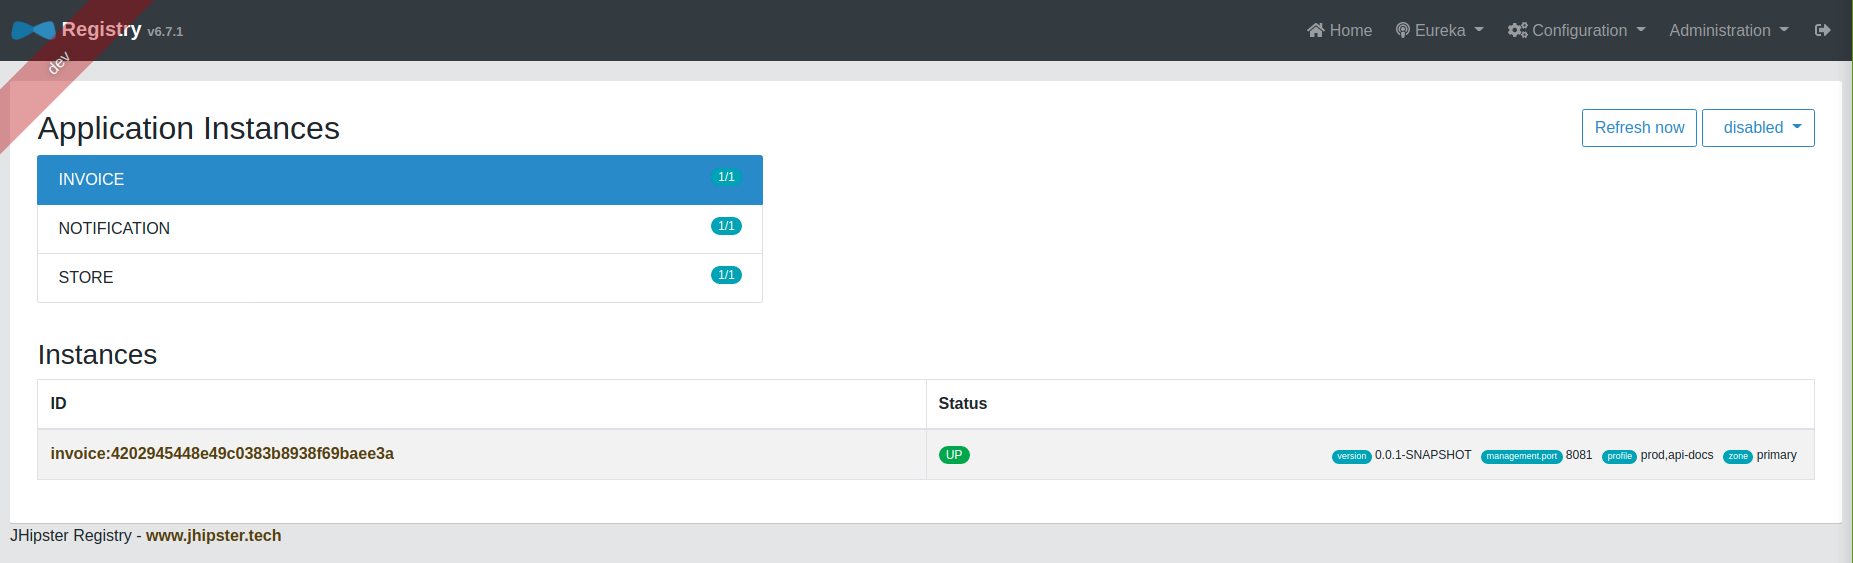 Registry v6.7.1 Home Eureka Configuration Administration
dev
Application Instances Refresh now disabled
INVOICE 1/1
NOTIFICATION 1/1
STORE 1/1
Instances
ID Status
invoice:4202945448e49c0383b8938f69baee3a UP version 0.0.1-SNAPSHOT management.port 8081 profile prod,api-docs zone primary
JHipster Registry - www.jhipster.tech